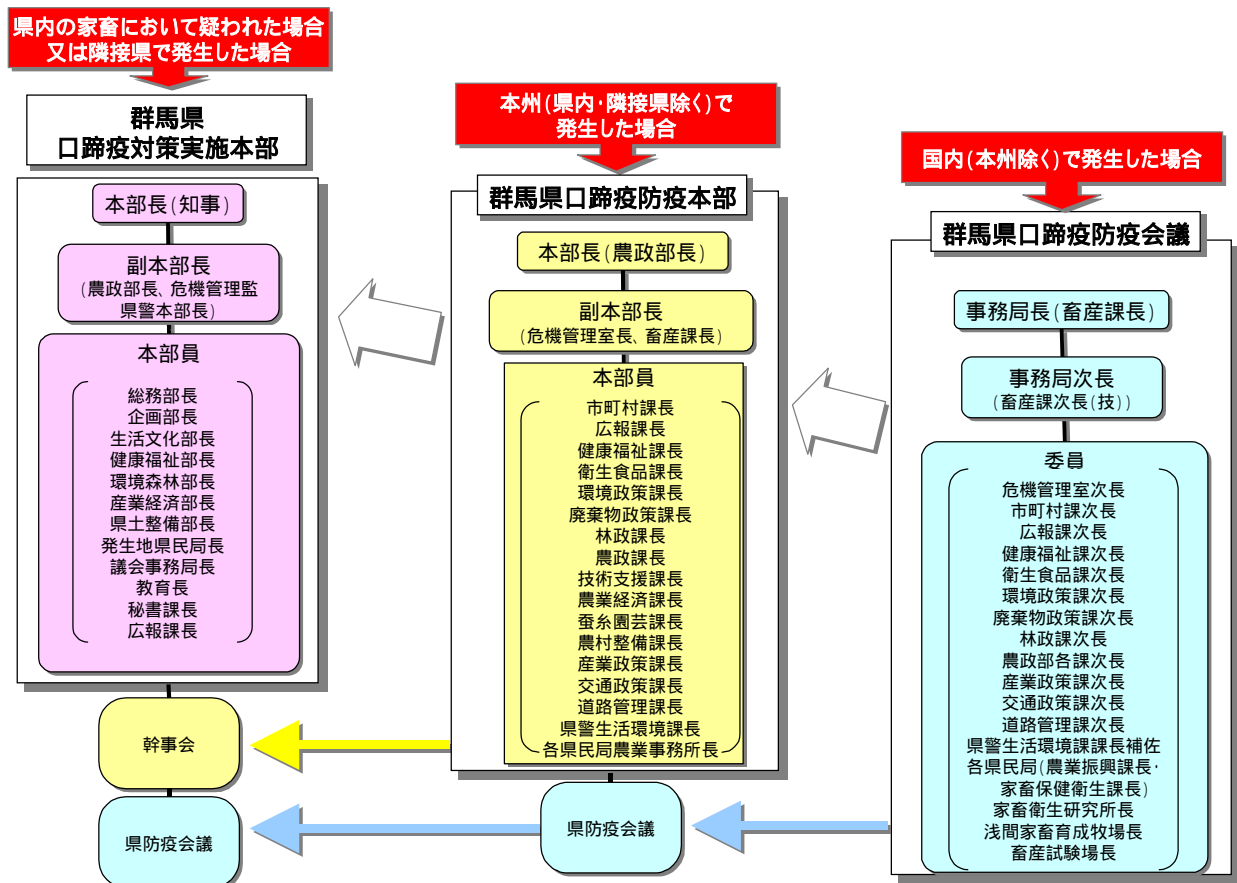 県内の家畜において疑われた場合
又は隣接県で発生した場合
群馬県
口蹄疫対策実施本部
本部長(知事)
副本部長
(農政部長、危機管理監
県警本部長)
本部員
総務部長
企画部長
生活文化部長
健康福祉部長
環境森林部長
産業経済部長
県土整備部長
発生地県民局長
議会事務局長
教育長
秘書課長
広報課長
幹事会
県防疫会議
本州(県内・隣接県除く)で
発生した場合
群馬県口蹄疫防疫本部
本部長(農政部長)
副本部長
(危機管理室長、畜産課長)
本部員
市町村課長
広報課長
健康福祉課長
衛生食品課長
環境政策課長
廃棄物政策課長
林政課長
農政課長
技術支援課長
農業経済課長
蚕糸園芸課長
農村整備課長
産業政策課長
交通政策課長
道路管理課長
県警生活環境課長
各県民局農業事務所長
県防疫会議
国内(本州除く)で発生した場合
群馬県口蹄疫防疫会議
事務局長(畜産課長)
事務局次長
(畜産課次長(技))
委員
危機管理室次長
市町村課次長
広報課次長
健康福祉課次長
衛生食品課次長
環境政策課次長
廃棄物政策課次長
林政課次長
農政部各課次長
産業政策課次長
交通政策課次長
道路管理課次長
県警生活環境課課長補佐
各県民局(農業振興課長・
家畜保健衛生課長)
家畜衛生研究所長
浅間家畜育成牧場長
畜産試験場長